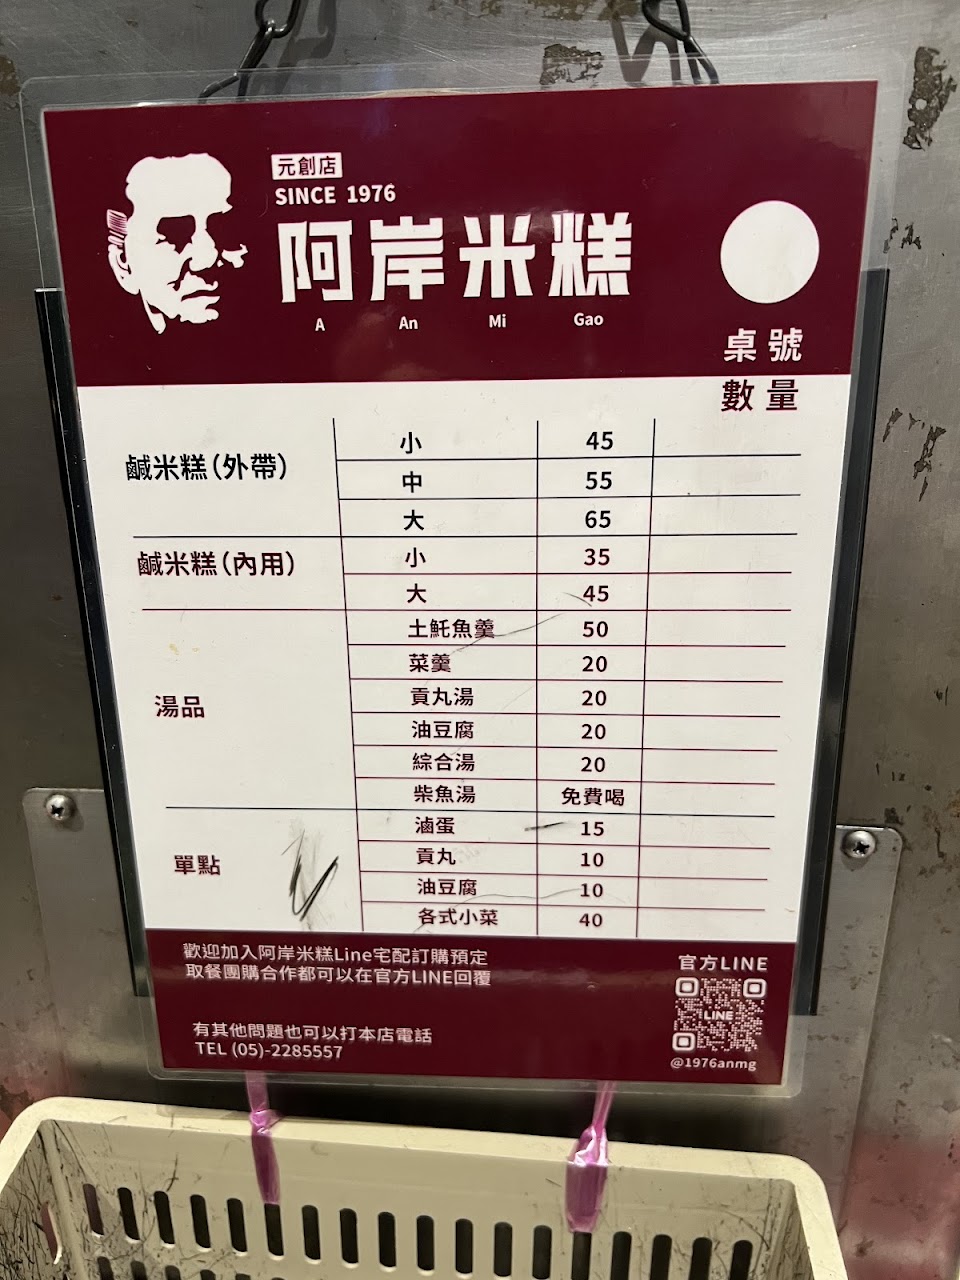 元創店
SINCE 1976
阿岸米糕
A An Mi Gao
桌號
數量
鹹米糕(外帶)
小 45
中 55
大 65
鹹米糕(內用)
小 35
大 45
湯品
土魠魚羹 50
菜羹 20
貢丸湯 20
油豆腐 20
綜合湯 20
柴魚湯 免費喝
單點
滷蛋 15
貢丸 10
油豆腐 10
各式小菜 40
歡迎加入阿岸米糕Line宅配訂購預定
取餐團購合作都可以在官方LINE回覆
有其他問題也可以打本店電話
TEL (05)-2285557
官方LINE
LINE
@1976anmg